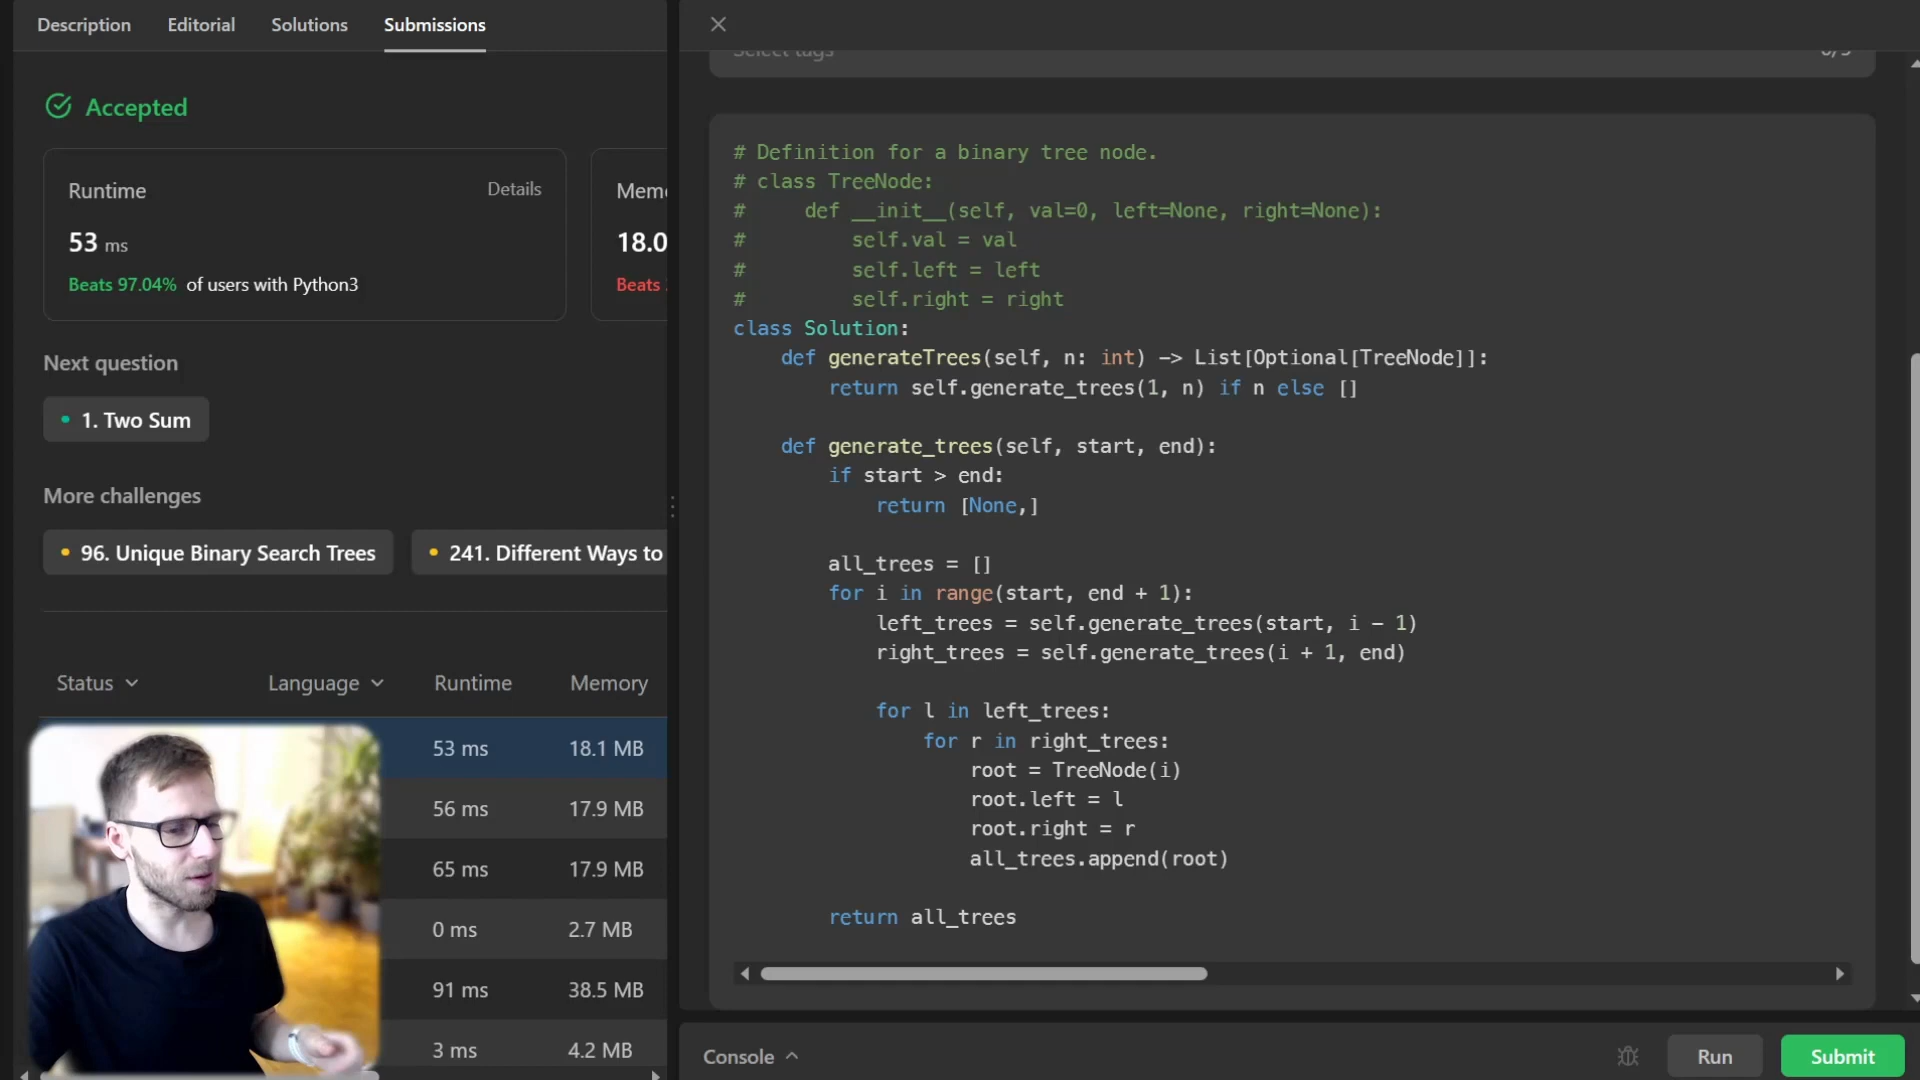 Description Editorial Solutions Submissions
Accepted
Runtime Details
53 ms
Beats 97.04% of users with Python3
Mem
18.0
Beats
Next question
1. Two Sum
More challenges
96. Unique Binary Search Trees
241. Different Ways to
Status Language Runtime Memory
53 ms 18.1 MB
56 ms 17.9 MB
65 ms 17.9 MB
0 ms 2.7 MB
91 ms 38.5 MB
3 ms 4.2 MB
Select tags
# Definition for a binary tree node.
# class TreeNode:
#     def __init__(self, val=0, left=None, right=None):
#         self.val = val
#         self.left = left
#         self.right = right
class Solution:
    def generateTrees(self, n: int) -> List[Optional[TreeNode]]:
        return self.generate_trees(1, n) if n else []
    def generate_trees(self, start, end):
        if start > end:
            return [None,]
        all_trees = []
        for i in range(start, end + 1):
            left_trees = self.generate_trees(start, i - 1)
            right_trees = self.generate_trees(i + 1, end)
            for l in left_trees:
                for r in right_trees:
                    root = TreeNode(i)
                    root.left = l
                    root.right = r
                    all_trees.append(root)
        return all_trees
Console
Run
Submit